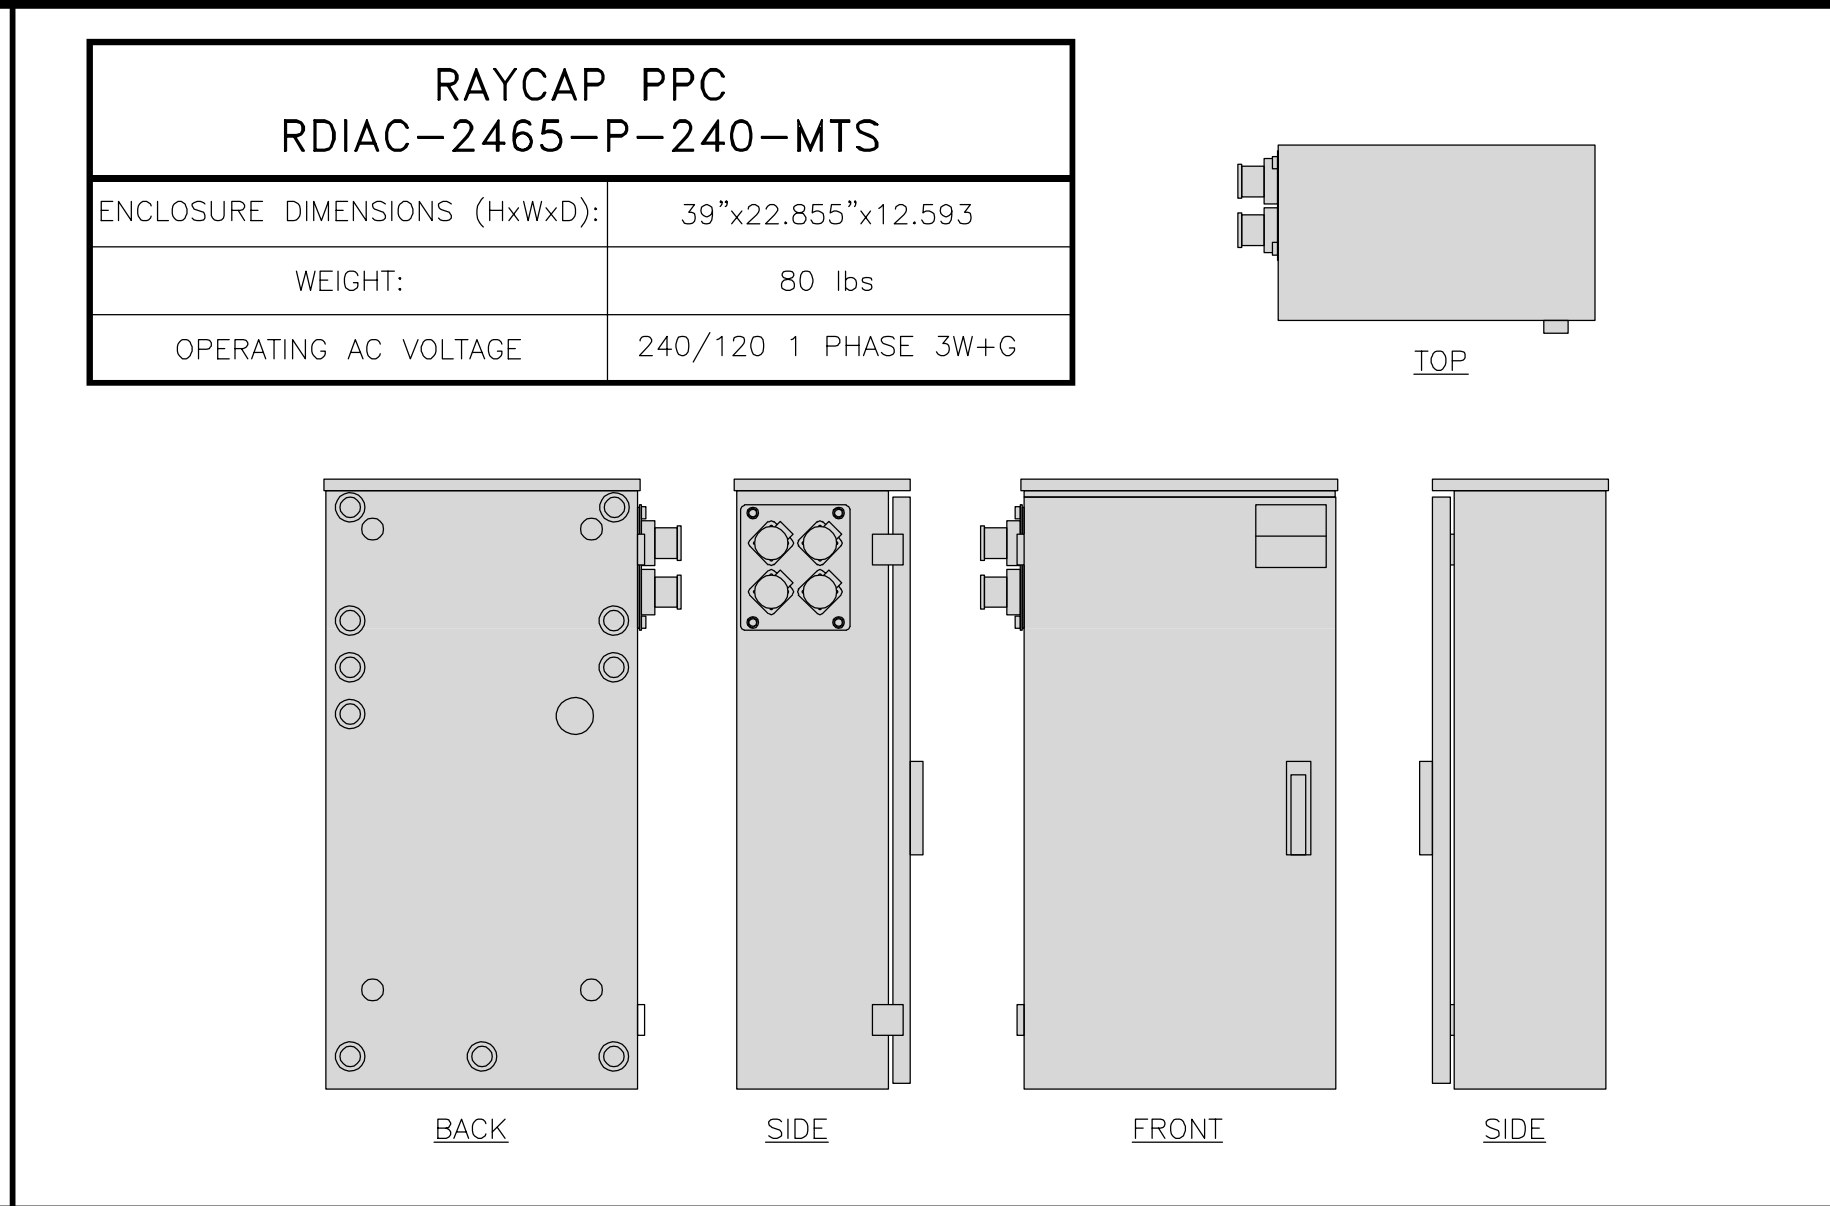 RAYCAP PPC
RDIAC-2465-P-240-MTS
ENCLOSURE DIMENSIONS (HxWxD): 39"x22.855"x12.593
WEIGHT: 80 lbs
OPERATING AC VOLTAGE 240/120 1 PHASE 3W+G
TOP
BACK SIDE FRONT SIDE